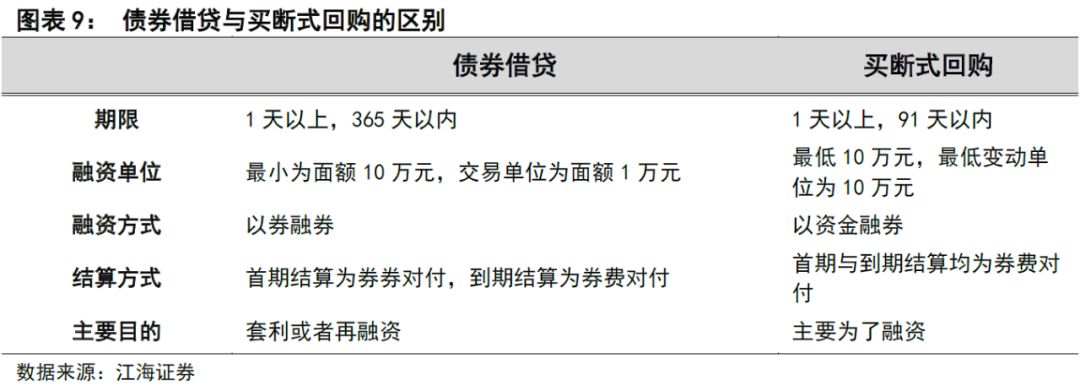 图表 9： 债券借贷与买断式回购的区别
债券借贷 买断式回购
期限 1 天以上，365 天以内 1 天以上，91 天以内
融资单位 最小为面额 10 万元，交易单位为面额 1 万元 最低 10 万元，最低变动单
位为 10 万元
融资方式 以券融券 以资金融券
结算方式 首期结算为券券对付，到期结算为券费对付 首期与到期结算均为券费对
付
主要目的 套利或者再融资 主要为了融资
数据来源：江海证券